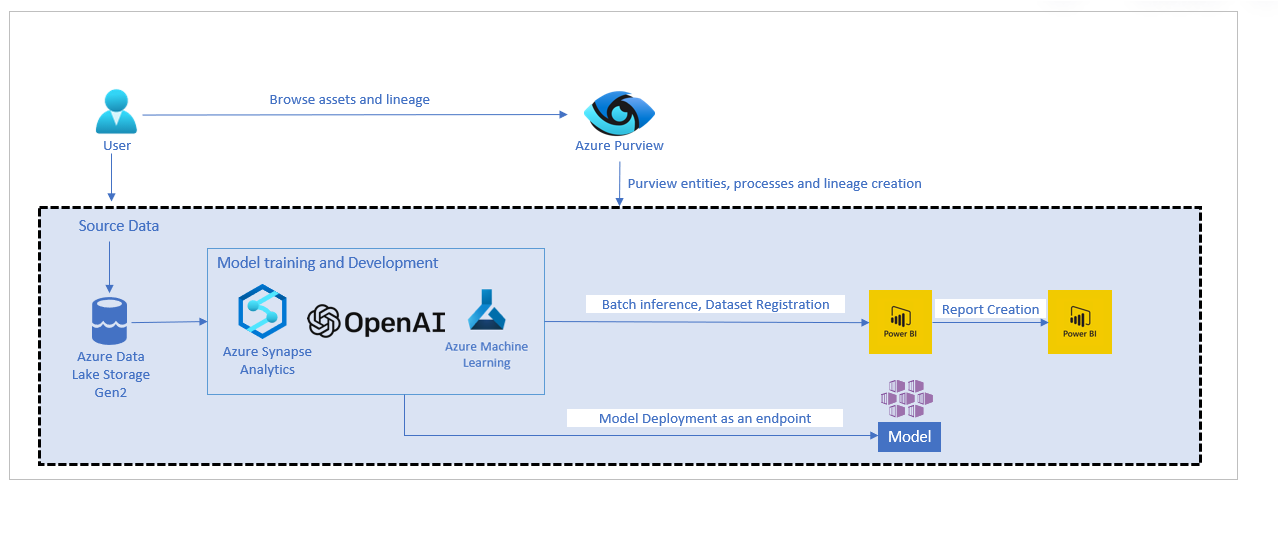 Browse assets and lineage
User
Azure Purview
Purview entities, processes and lineage creation
Source Data
Model training and Development
OpenAI
Azure Synapse
Analytics
Azure Machine
Learning
Azure Data
Lake Storage
Gen2
Batch inference, Dataset Registration
Power BI
Report Creation
Power BI
Model Deployment as an endpoint
Model